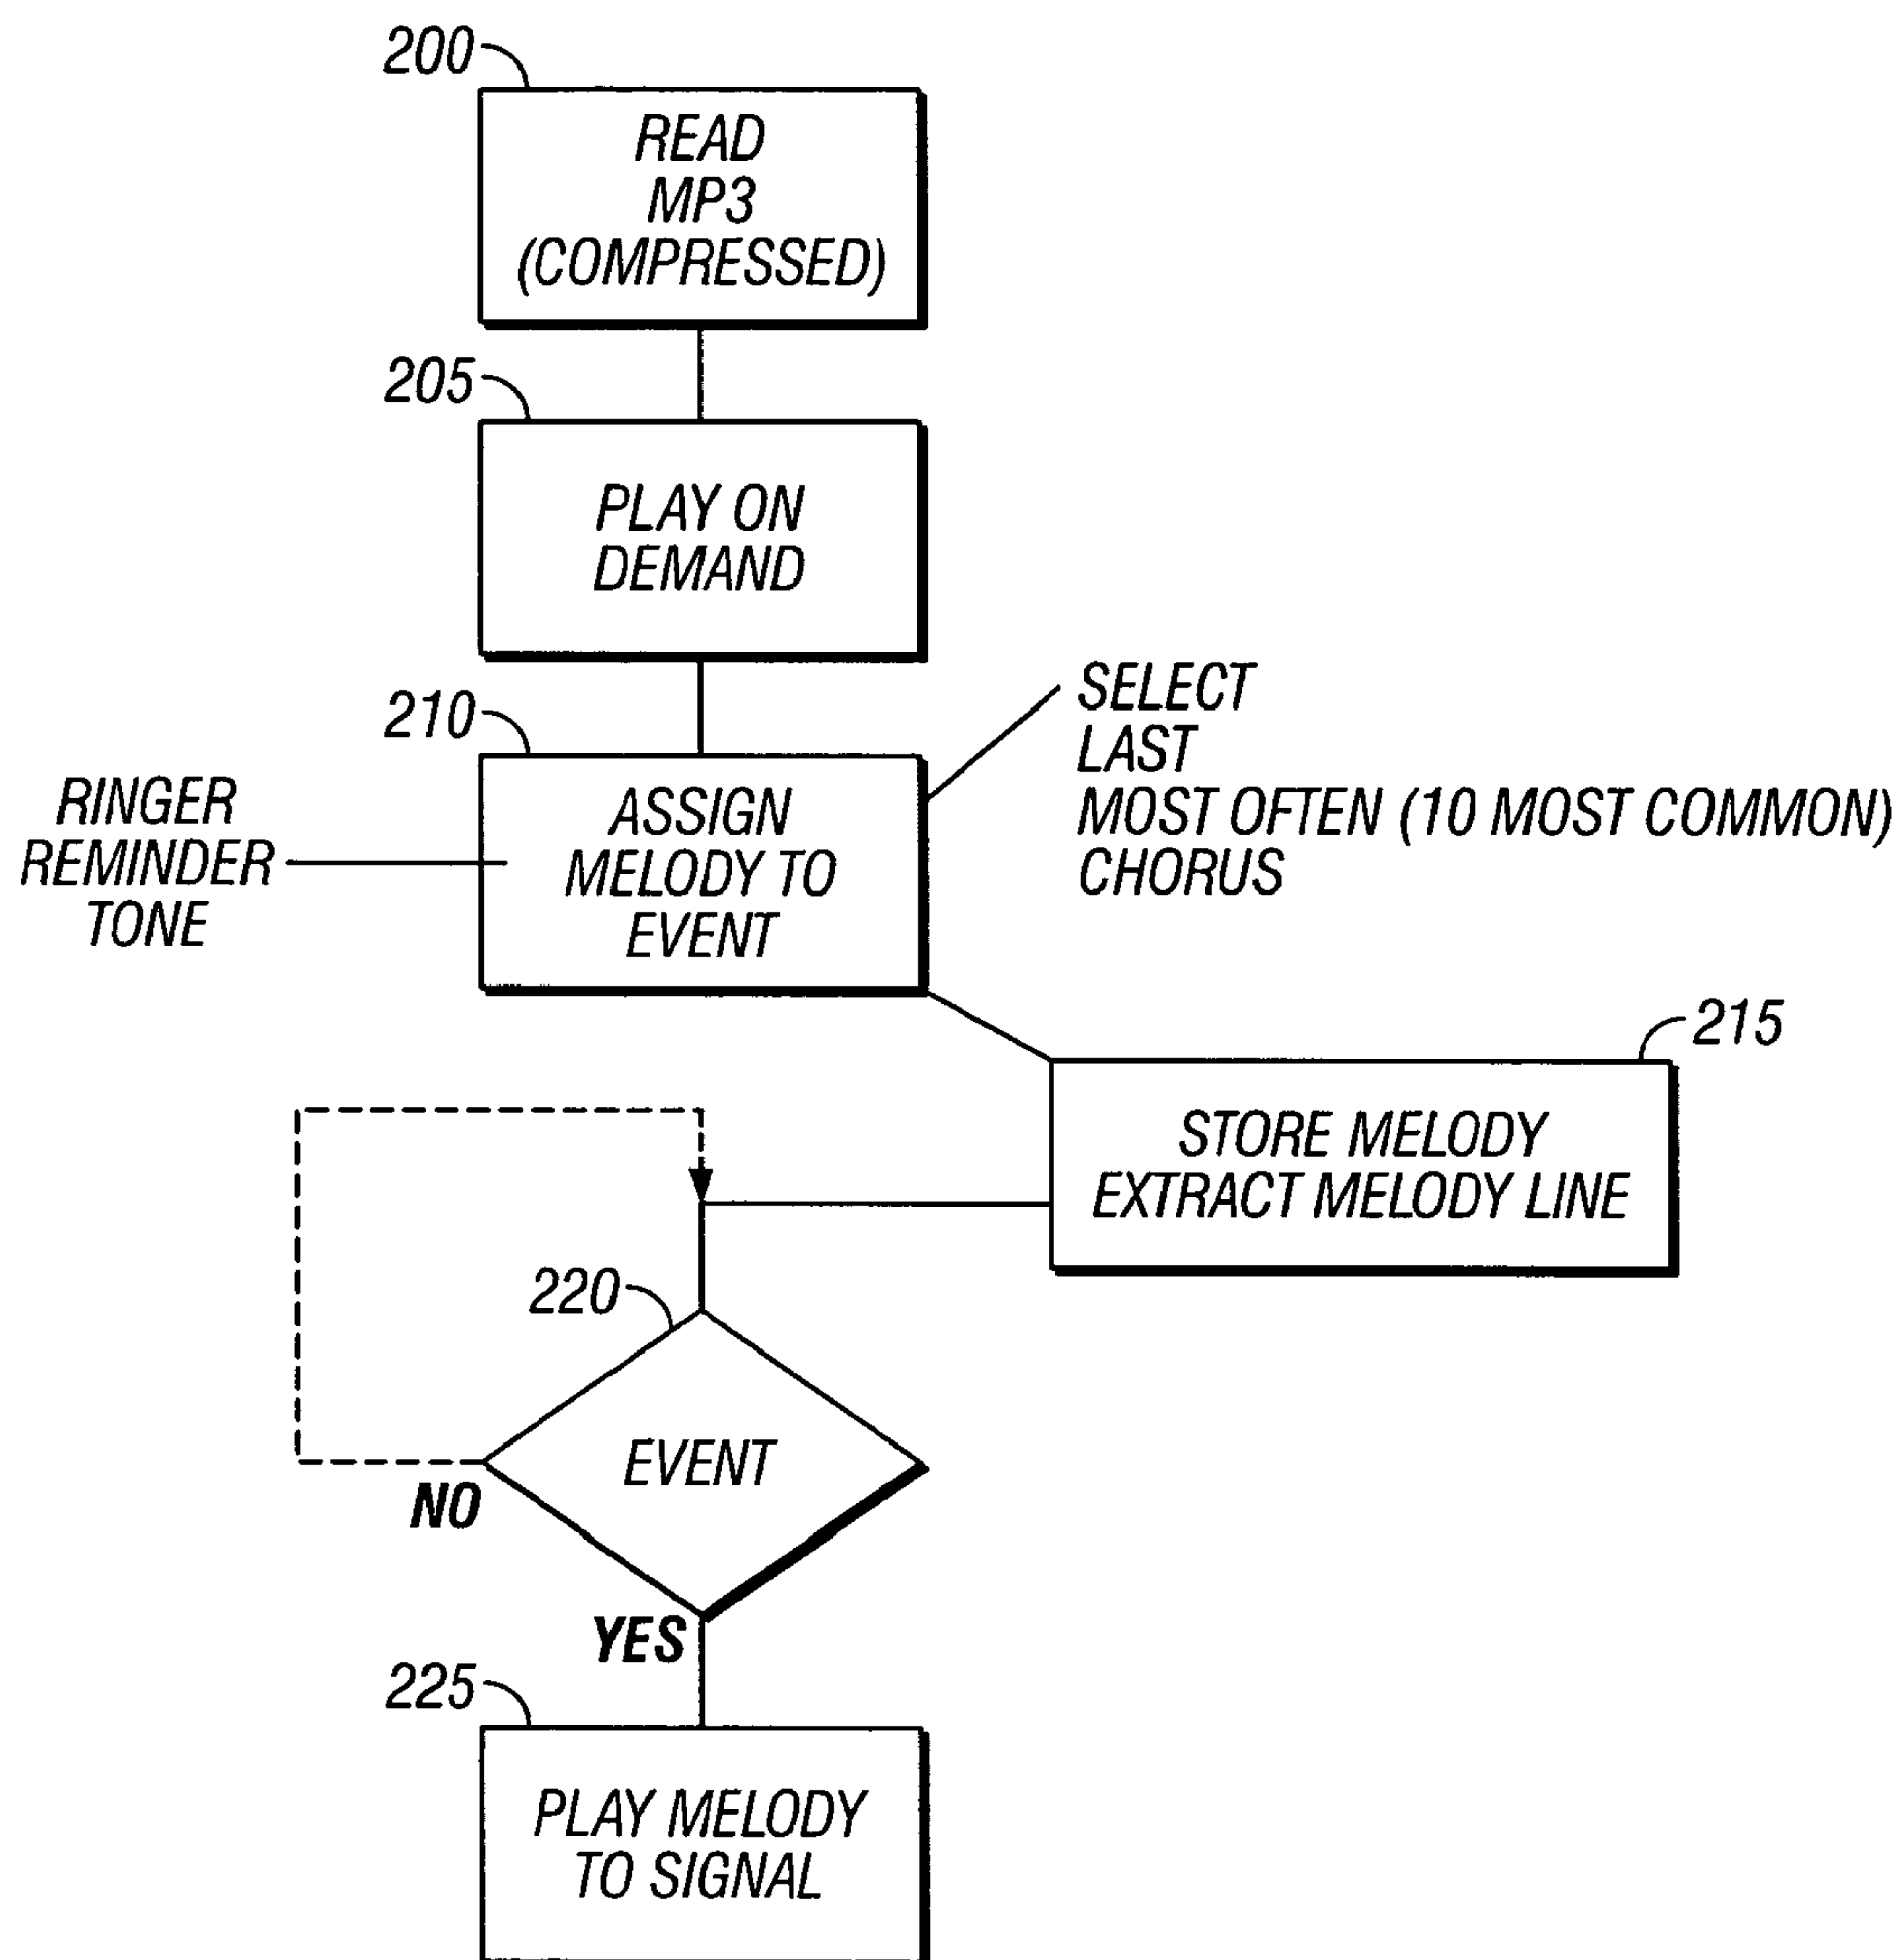 200
READ
MP3
(COMPRESSED)
205
PLAY ON
DEMAND
210
ASSIGN
MELODY TO
EVENT
SELECT
LAST
MOST OFTEN (10 MOST COMMON)
CHORUS
RINGER
REMINDER
TONE
215
STORE MELODY
EXTRACT MELODY LINE
220
EVENT
NO
YES
225
PLAY MELODY
TO SIGNAL